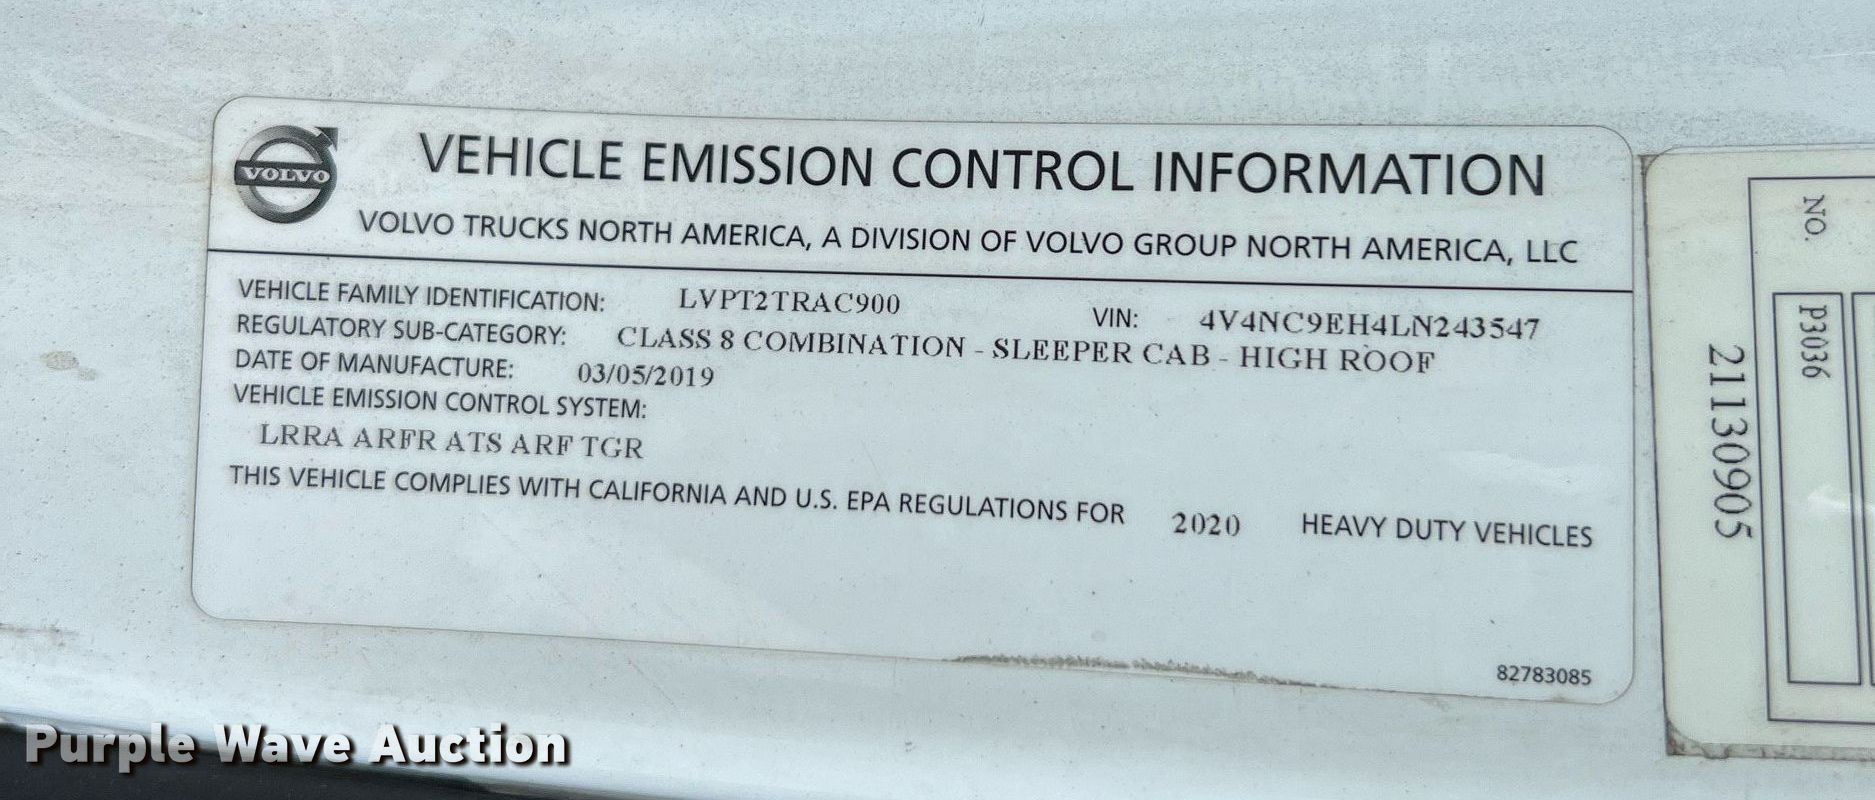 VOLVO
VEHICLE EMISSION CONTROL INFORMATION
VOLVO TRUCKS NORTH AMERICA, A DIVISION OF VOLVO GROUP NORTH AMERICA, LLC
VEHICLE FAMILY IDENTIFICATION: LVPT2TRAC900 VIN: 4V4NC9EH4LN243547
REGULATORY SUB-CATEGORY: CLASS 8 COMBINATION - SLEEPER CAB - HIGH ROOF
DATE OF MANUFACTURE: 03/05/2019
VEHICLE EMISSION CONTROL SYSTEM:
LRRA ARFR ATS ARF TGR
THIS VEHICLE COMPLIES WITH CALIFORNIA AND U.S. EPA REGULATIONS FOR 2020 HEAVY DUTY VEHICLES
82783085
NO.
P3036
21130905
Purple Wave Auction